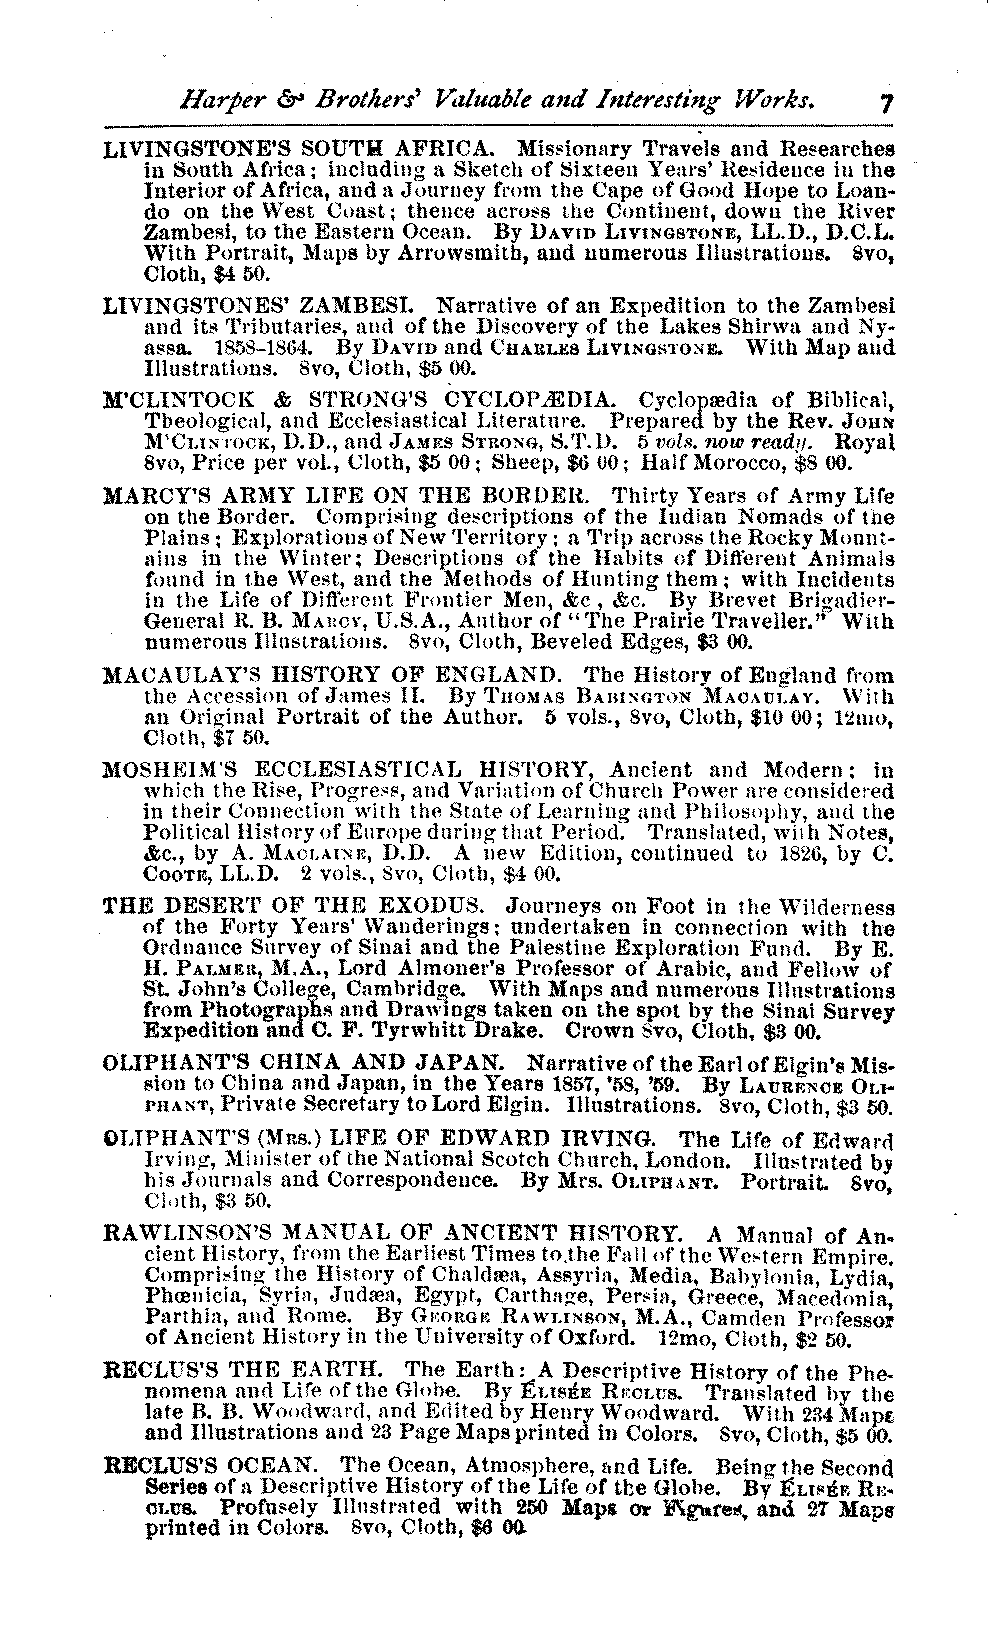 Harper & Brothers' Valuable and Interesting Works. 7
LIVINGSTONE'S SOUTH AFRICA. Missionary Travels and Researches
in South Africa; including a Sketch of Sixteen Years' Residence in the
Interior of Africa, and a Journey from the Cape of Good Hope to Loan-
do on the West Coast; thence across the Continent, down the River
Zambesi, to the Eastern Ocean. By DAVID LIVINGSTONE, LL.D., D.C.L.
With Portrait, Maps by Arrowsmith, and numerous Illustrations. 8vo,
Cloth, $4 50.
LIVINGSTONES' ZAMBESI. Narrative of an Expedition to the Zambesi
and its Tributaries, and of the Discovery of the Lakes Shirwa and Ny-
assa. 1858-1864. By DAVID and CHARLES LIVINGSTONE. With Map and
Illustrations. 8vo, Cloth, $5 00.
M'CLINTOCK & STRONG'S CYCLOPÆDIA. Cyclopædia of Biblical,
Theological, and Ecclesiastical Literature. Prepared by the Rev. JOHN
M'CLINTOCK, D.D., and JAMES STRONG, S.T.D. 5 vols. now ready. Royal
8vo, Price per vol., Cloth, $5 00; Sheep, $6 00; Half Morocco, $8 00.
MARCY'S ARMY LIFE ON THE BORDER. Thirty Years of Army Life
on the Border. Comprising descriptions of the Indian Nomads of the
Plains; Explorations of New Territory; a Trip across the Rocky Mount-
ains in the Winter; Descriptions of the Habits of Different Animals
found in the West, and the Methods of Hunting them; with Incidents
in the Life of Different Frontier Men, &c, &c. By Brevet Brigadier-
General R. B. MARCY, U.S.A., Author of "The Prairie Traveller." With
numerous Illustrations. 8vo, Cloth, Beveled Edges, $3 00.
MACAULAY'S HISTORY OF ENGLAND. The History of England from
the Accession of James II. By THOMAS BABINGTON MACAULAY. With
an Original Portrait of the Author. 5 vols., 8vo, Cloth, $10 00; 12mo,
Cloth, $7 50.
MOSHEIM'S ECCLESIASTICAL HISTORY, Ancient and Modern; in
which the Rise, Progress, and Variation of Church Power are considered
in their Connection with the State of Learning and Philosophy, and the
Political History of Europe during that Period. Translated, with Notes,
&c., by A. MACLAINE, D.D. A new Edition, continued to 1826, by C.
COOTE, LL.D. 2 vols., 8vo, Cloth, $4 00.
THE DESERT OF THE EXODUS. Journeys on Foot in the Wilderness
of the Forty Years' Wanderings; undertaken in connection with the
Ordnance Survey of Sinai and the Palestine Exploration Fund. By E.
H. PALMER, M.A., Lord Almoner's Professor of Arabic, and Fellow of
St. John's College, Cambridge. With Maps and numerous Illustrations
from Photographs and Drawings taken on the spot by the Sinai Survey
Expedition and C. F. Tyrwhitt Drake. Crown 8vo, Cloth, $3 00.
OLIPHANT'S CHINA AND JAPAN. Narrative of the Earl of Elgin's Mis-
sion to China and Japan, in the Years 1857, '58, '59. By LAURENCE OLI-
PHANT, Private Secretary to Lord Elgin. Illustrations. 8vo, Cloth, $3 50.
OLIPHANT'S (MRS.) LIFE OF EDWARD IRVING. The Life of Edward
Irving, Minister of the National Scotch Church, London. Illustrated by
his Journals and Correspondence. By Mrs. OLIPHANT. Portrait. 8vo,
Cloth, $3 50.
RAWLINSON'S MANUAL OF ANCIENT HISTORY. A Manual of An-
cient History, from the Earliest Times to the Fall of the Western Empire.
Comprising the History of Chaldæa, Assyria, Media, Babylonia, Lydia,
Phœnicia, Syria, Judæa, Egypt, Carthage, Persia, Greece, Macedonia,
Parthia, and Rome. By GEORGE RAWLINSON, M.A., Camden Professor
of Ancient History in the University of Oxford. 12mo, Cloth, $2 50.
RECLUS'S THE EARTH. The Earth: A Descriptive History of the Phe-
nomena and Life of the Globe. By ÉLISÉE RECLUS. Translated by the
late B. B. Woodward, and Edited by Henry Woodward. With 234 Maps
and Illustrations and 23 Page Maps printed in Colors. 8vo, Cloth, $5 00.
RECLUS'S OCEAN. The Ocean, Atmosphere, and Life. Being the Second
Series of a Descriptive History of the Life of the Globe. By ÉLISÉE RE-
CLUS. Profusely Illustrated with 250 Maps or Figures, and 27 Maps
printed in Colors. 8vo, Cloth, $6 00.